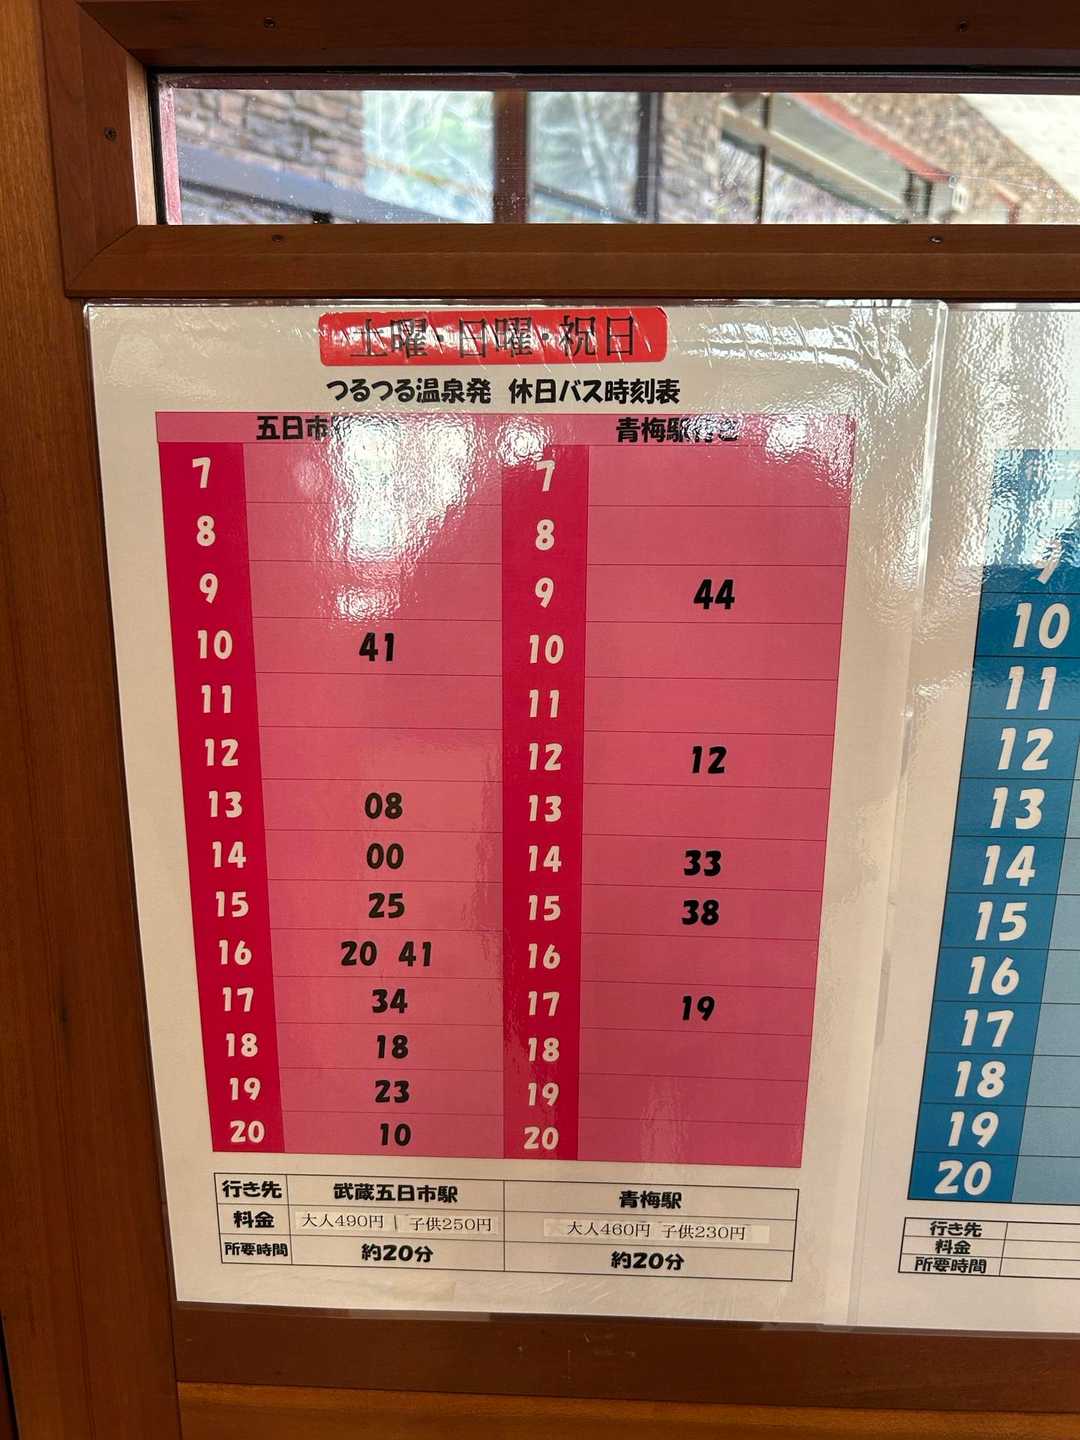 土曜・日曜・祝日
つるつる温泉発 休日バス時刻表
五日市 青梅駅行き
7 7
8 8
9 9 44
10 41 10
11 11
12 12 12
13 08 13
14 00 14 33
15 25 15 38
16 20 41 16
17 34 17 19
18 18 18
19 23 19
20 10 20
行き先 武蔵五日市駅 青梅駅
料金 大人490円 | 子供250円 大人460円 子供230円
所要時間 約20分 約20分
行き先
9
10
11
12
13
14
15
16
17
18
19
20
行き先
料金
所要時間